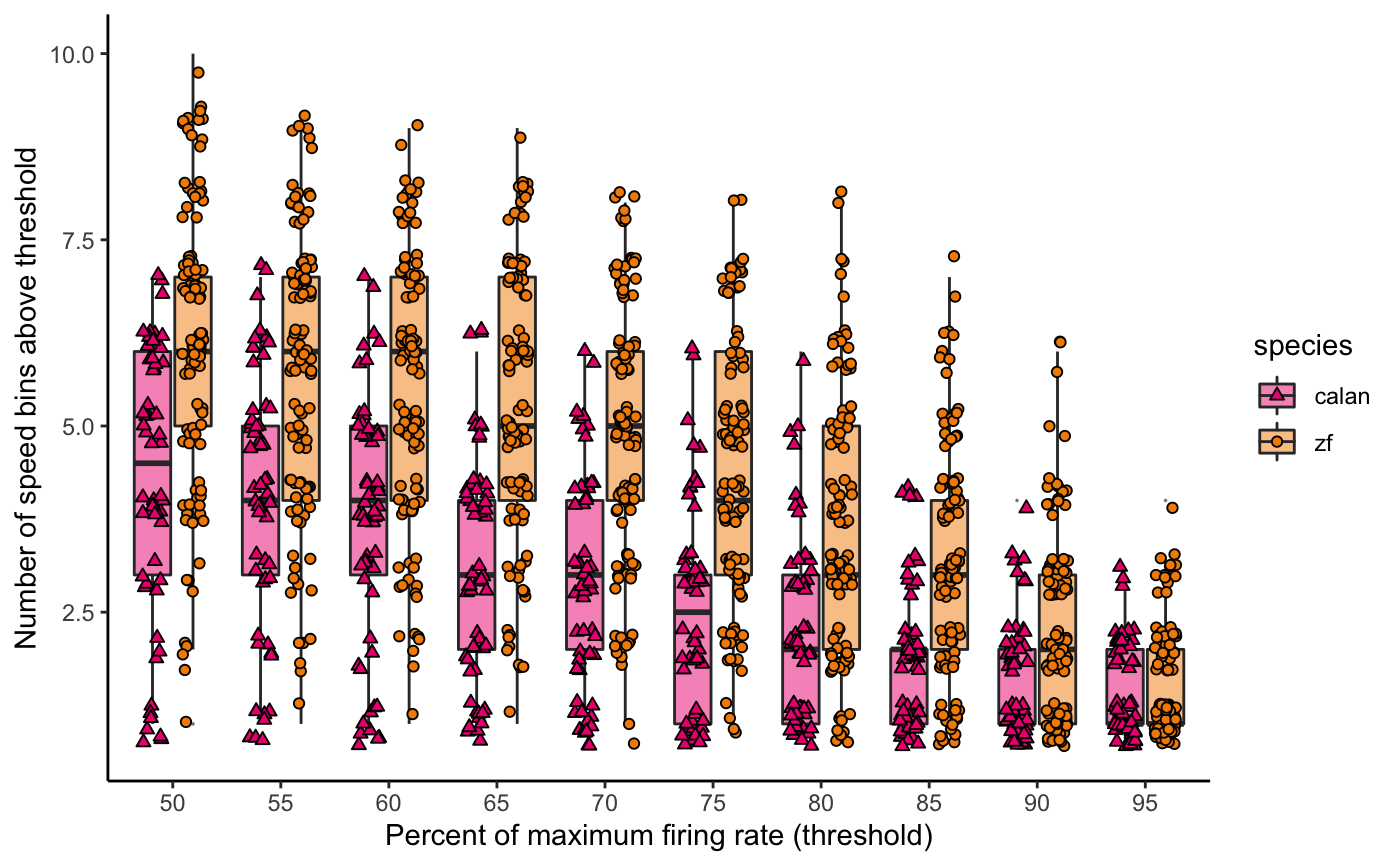 Number of speed bins above threshold
10.0
7.5
5.0
2.5
50 55 60 65 70 75 80 85 90 95
Percent of maximum firing rate (threshold)
species
calan
zf